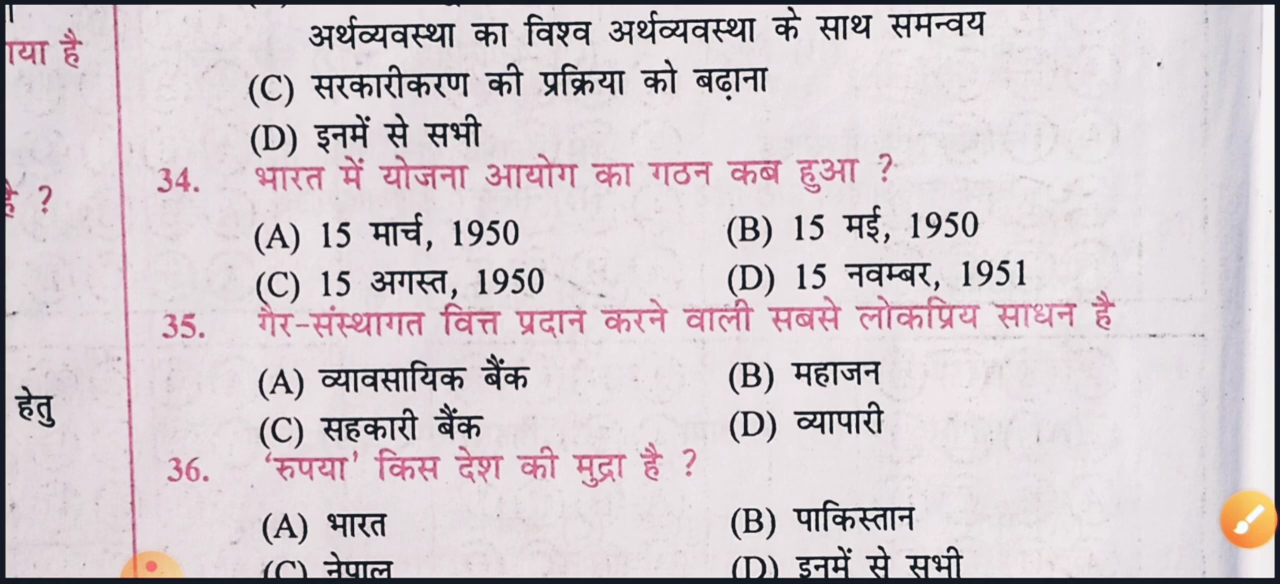 अर्थव्यवस्था का विश्व अर्थव्यवस्था के साथ समन्वय
गया है
(C) सरकारीकरण की प्रक्रिया को बढ़ाना
(D) इनमें से सभी
34. भारत में योजना आयोग का गठन कब हुआ ?
है ?
(A) 15 मार्च, 1950 (B) 15 मई, 1950
(C) 15 अगस्त, 1950 (D) 15 नवम्बर, 1951
35. गैर-संस्थागत वित्त प्रदान करने वाली सबसे लोकप्रिय साधन है
(A) व्यावसायिक बैंक (B) महाजन
हेतु
(C) सहकारी बैंक (D) व्यापारी
36. ‘रुपया’ किस देश की मुद्रा है ?
(A) भारत (B) पाकिस्तान
(C) नेपाल (D) इनमें से सभी